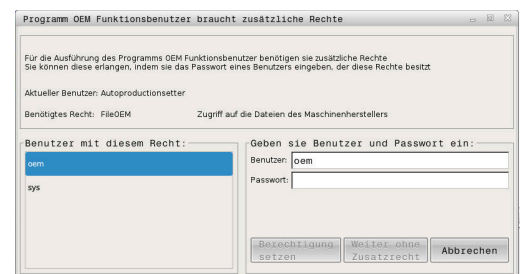 Programm OEM Funktionsbenutzer braucht zusätzliche Rechte
Für die Ausführung des Programms OEM Funktionsbenutzer benötigen sie zusätzliche Rechte
Sie können diese erlangen, indem sie das Passwort eines Benutzers eingeben, der diese Rechte besitzt
Aktueller Benutzer: Autoproductionsetter
Benötigtes Recht: FileOEM Zugriff auf die Dateien des Maschinenherstellers
Benutzer mit diesem Recht:
oem
sys
Geben sie Benutzer und Passwort ein:
Benutzer: oem
Passwort:
Berechtigung setzen
Weiter ohne Zusatzrecht
Abbrechen